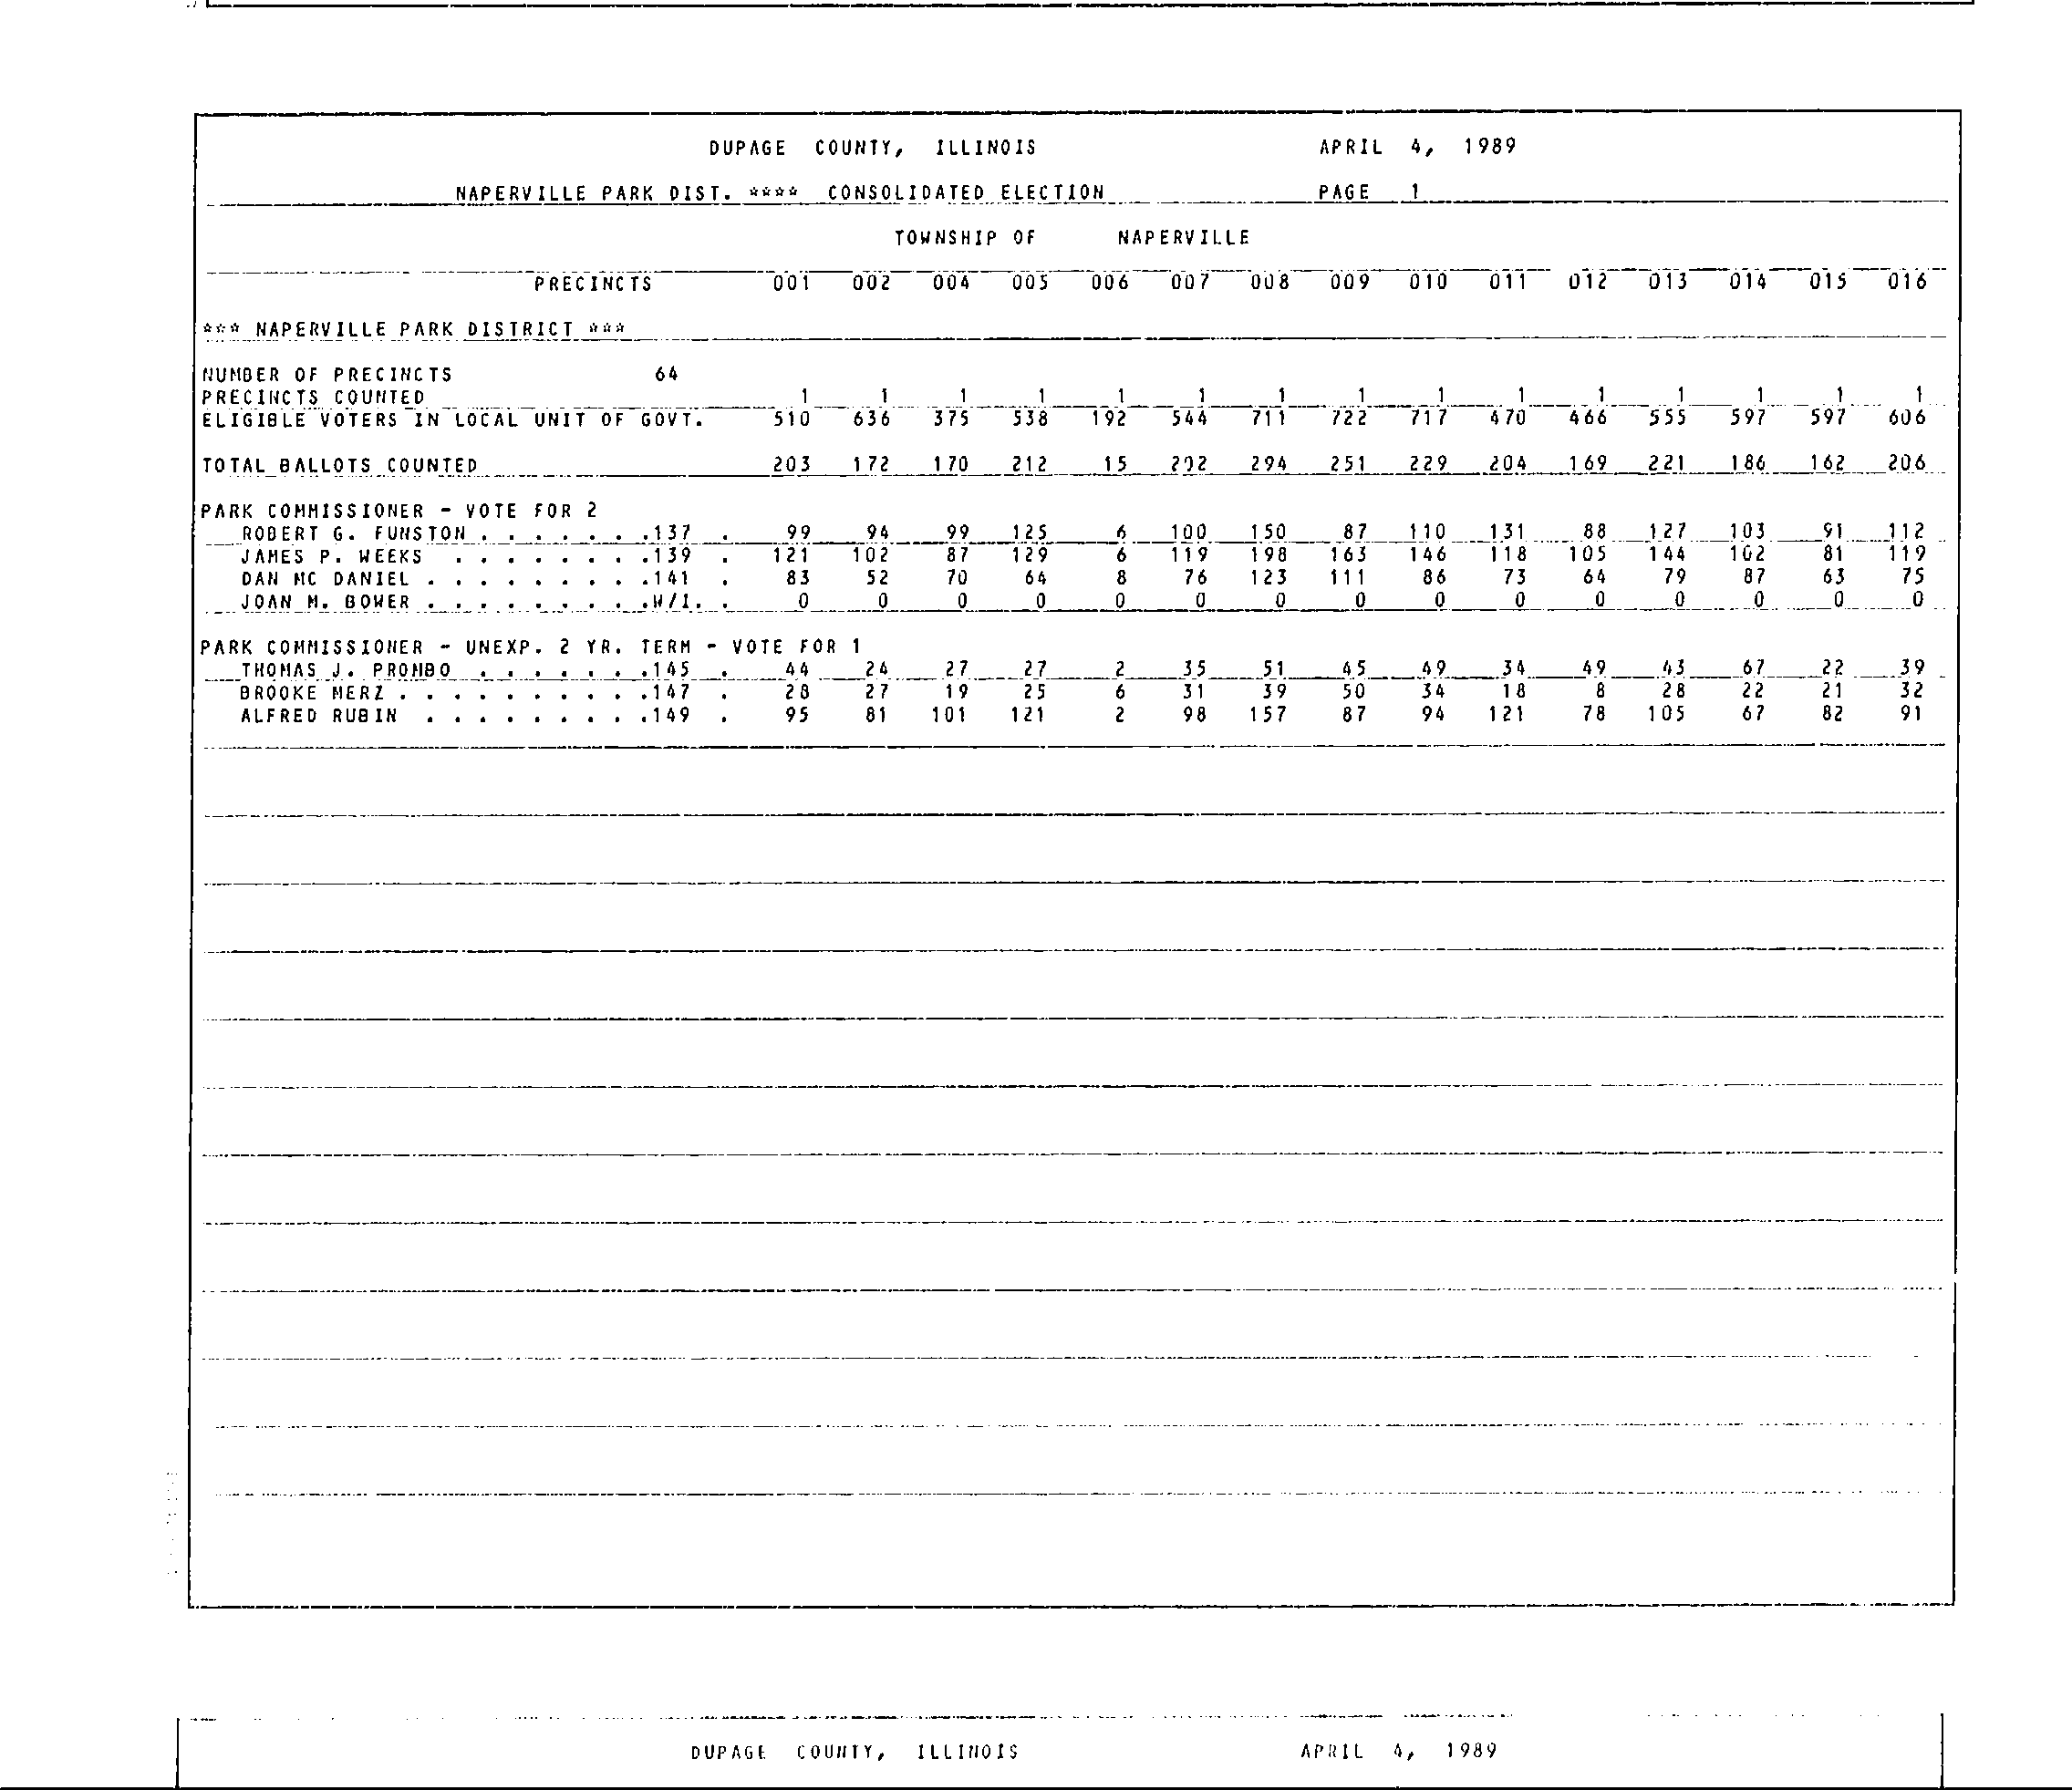 DUPAGE COUNTY, ILLINOIS APRIL 4, 1989
NAPERVILLE PARK DIST. **** CONSOLIDATED ELECTION PAGE 1
TOWNSHIP OF NAPERVILLE
PRECINCTS 001 002 004 005 006 007 008 009 010 011 012 013 014 015 016
*** NAPERVILLE PARK DISTRICT ***
NUMBER OF PRECINCTS 64
PRECINCTS COUNTED 1 1 1 1 1 1 1 1 1 1 1 1 1 1 1
ELIGIBLE VOTERS IN LOCAL UNIT OF GOVT. 510 636 375 538 192 544 711 722 717 470 466 555 597 597 606
TOTAL BALLOTS COUNTED 203 172 170 212 15 202 294 251 229 204 169 221 186 162 206
PARK COMMISSIONER - VOTE FOR 2
ROBERT G. FUNSTON . . . . . . .137 . 99 94 99 125 6 100 150 87 110 131 88 127 103 91 112
JAMES P. WEEKS . . . . . . . .139 . 121 102 87 129 6 119 198 163 146 118 105 144 102 81 119
DAN MC DANIEL . . . . . . . . .141 . 83 52 70 64 8 76 123 111 86 73 64 79 87 63 75
JOAN M. BOWER . . . . . . . . .W/I. . 0 0 0 0 0 0 0 0 0 0 0 0 0 0 0
PARK COMMISSIONER - UNEXP. 2 YR. TERM - VOTE FOR 1
THOMAS J. PROMBO . . . . . . .145 . 44 24 27 27 2 35 51 45 49 34 49 43 67 22 39
BROOKE MERZ . . . . . . . . . .147 . 28 27 19 25 6 31 39 50 34 18 8 28 22 21 32
ALFRED RUBIN . . . . . . . . .149 . 95 81 101 121 2 98 157 87 94 121 78 105 67 82 91
DUPAGE COUNTY, ILLINOIS APRIL 4, 1989